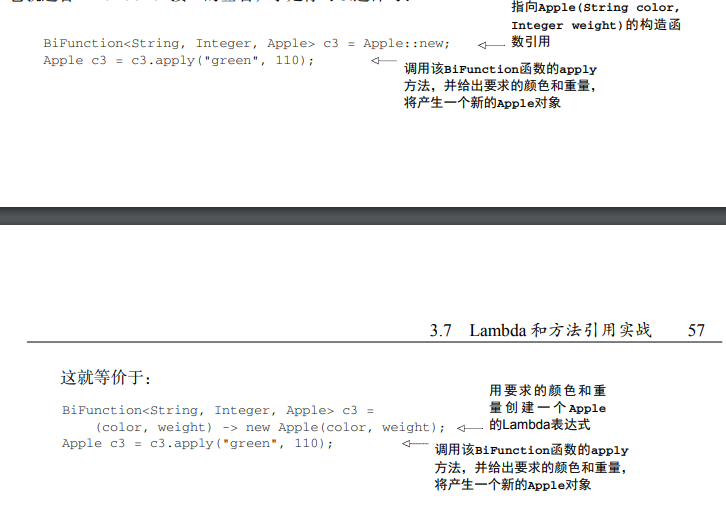 指向Apple(String color,
Integer weight)的构造函
数引用
BiFunction<String, Integer, Apple> c3 = Apple::new;
Apple c3 = c3.apply("green", 110);
调用该BiFunction函数的apply
方法，并给出要求的颜色和重量，
将产生一个新的Apple对象
3.7 Lambda 和方法引用实战 57
这就等价于：
BiFunction<String, Integer, Apple> c3 =
(color, weight) -> new Apple(color, weight);
Apple c3 = c3.apply("green", 110);
用要求的颜色和重
量创建一个Apple
的Lambda表达式
调用该BiFunction函数的apply
方法，并给出要求的颜色和重量，
将产生一个新的Apple对象